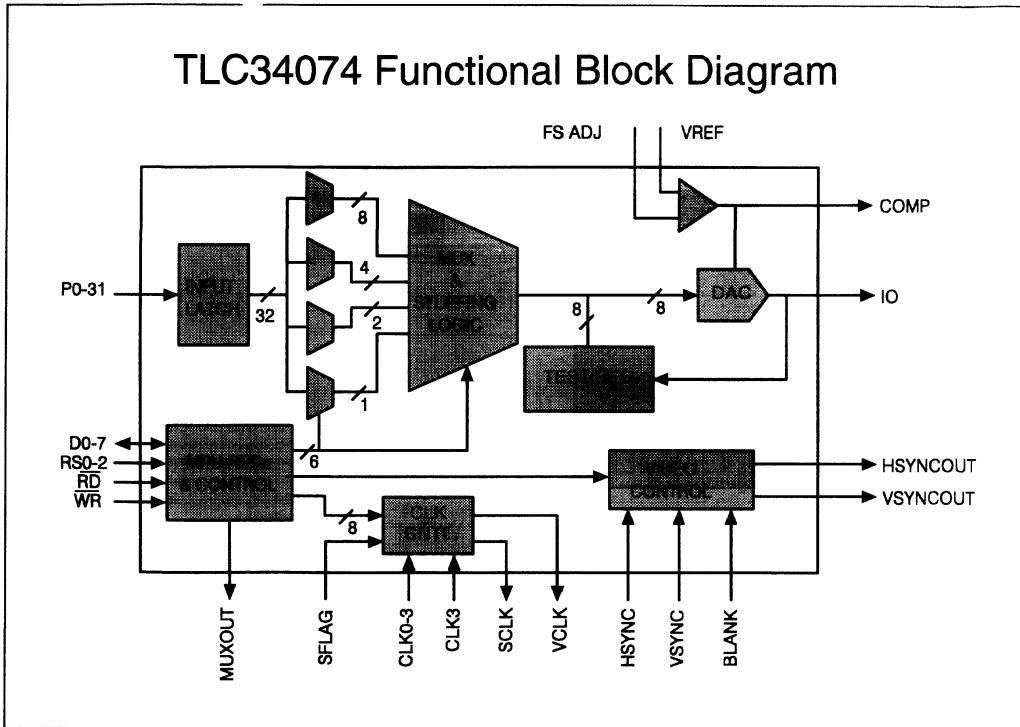 TLC34074 Functional Block Diagram
FS ADJ
VREF
COMP
P0-31
INPUT
LATCH
32
8
4
2
1
MUX
&
STUFFING
LOGIC
8
8
DAC
IO
TEST REG
D0-7
RS0-2
RD
WR
& CONTROL
6
8
CLK
CNTL
VIDEO
CONTROL
HSYNCOUT
VSYNCOUT
MUXOUT
SFLAG
CLK0-3
CLK3
SCLK
VCLK
HSYNC
VSYNC
BLANK